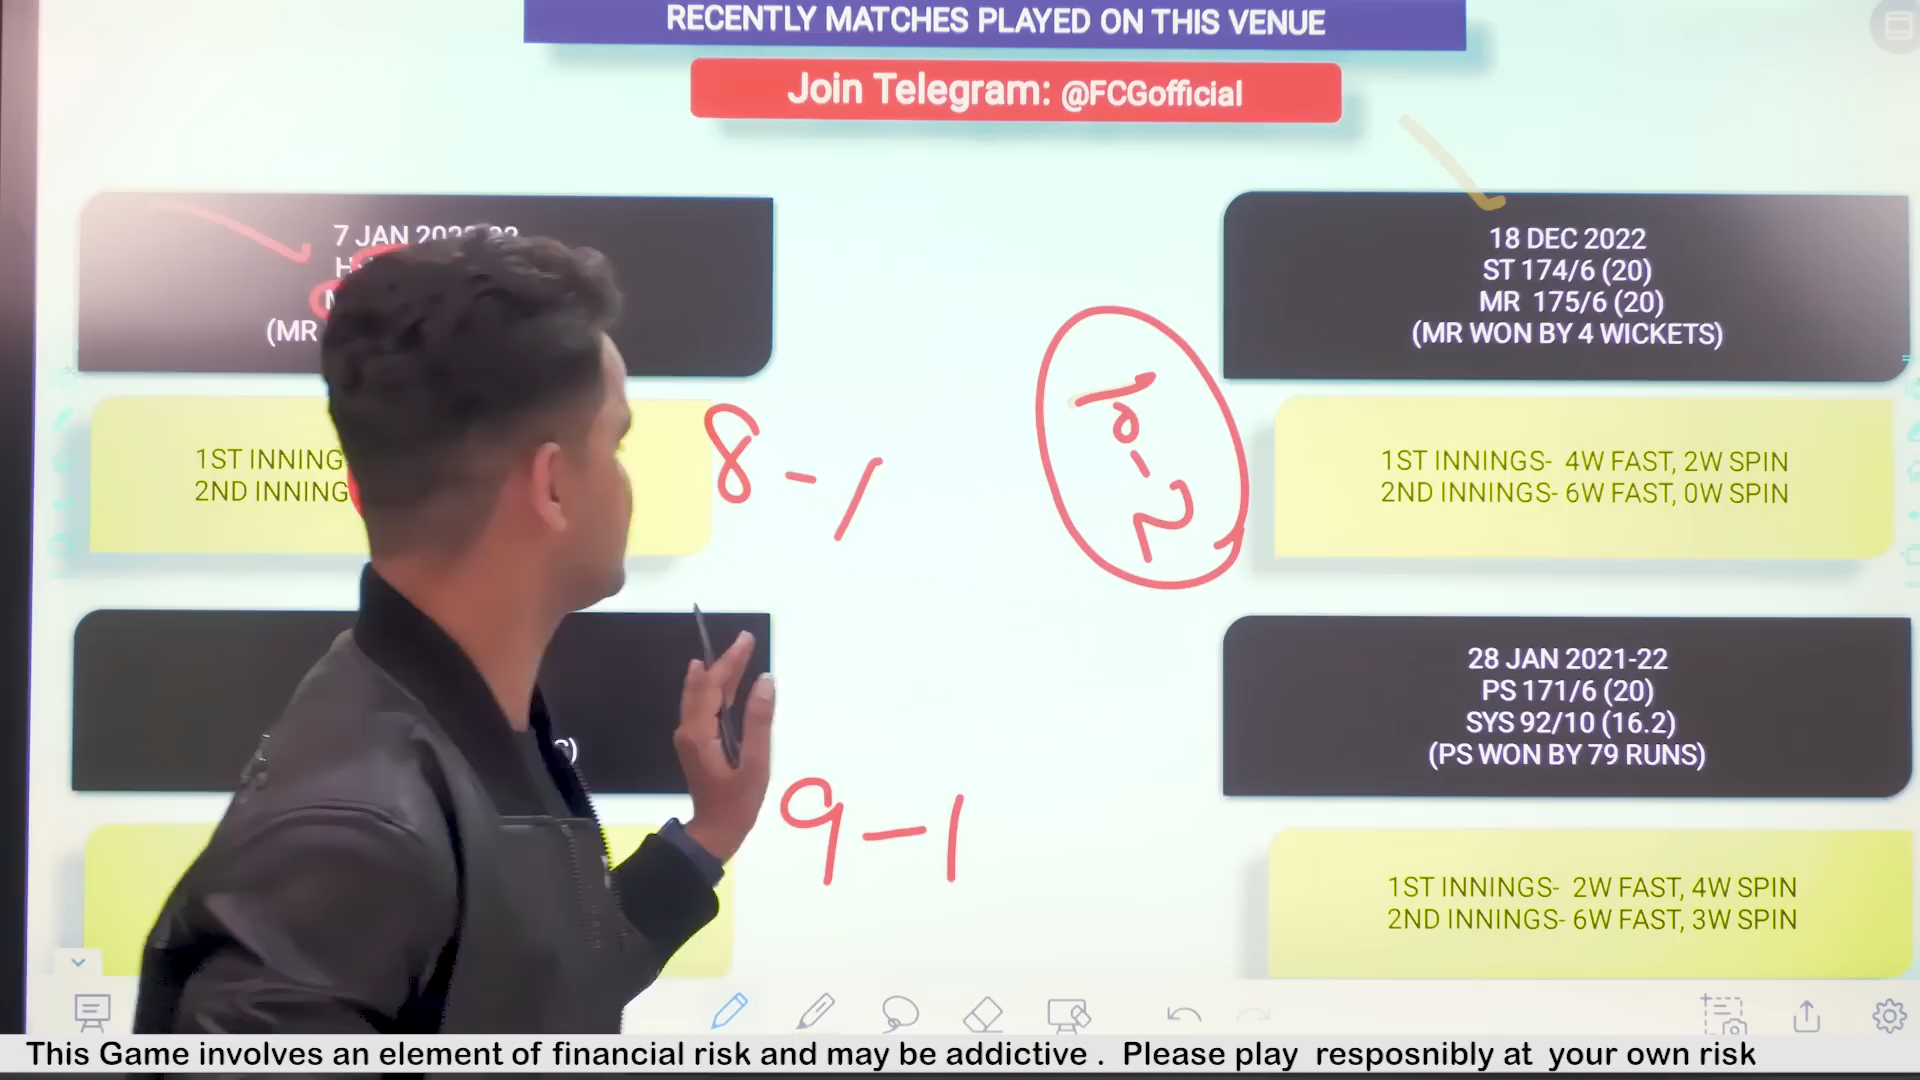 RECENTLY MATCHES PLAYED ON THIS VENUE
Join Telegram: @FCGofficial
7 JAN
(MR
1ST
2ND
8 - 1
9 - 1
10 - 2
18 DEC 2022
ST 174/6 (20)
MR 175/6 (20)
(MR WON BY 4 WICKETS)
1ST INNINGS- 4W FAST, 2W SPIN
2ND INNINGS- 6W FAST, 0W SPIN
28 JAN 2021-22
PS 171/6 (20)
SYS 92/10 (16.2)
(PS WON BY 79 RUNS)
1ST INNINGS- 2W FAST, 4W SPIN
2ND INNINGS- 6W FAST, 3W SPIN
This Game involves an element of financial risk and may be addictive . Please play resposnibly at your own risk